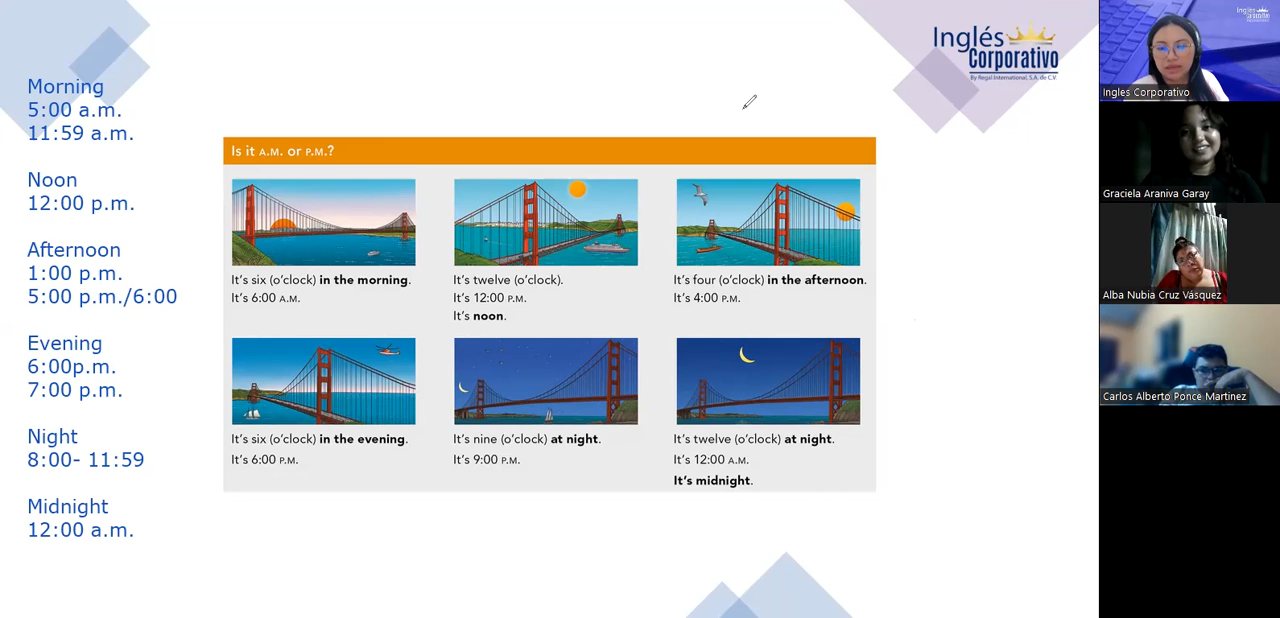 Morning
5:00 a.m.
11:59 a.m.
Noon
12:00 p.m.
Afternoon
1:00 p.m.
5:00 p.m./6:00
Evening
6:00p.m.
7:00 p.m.
Night
8:00- 11:59
Midnight
12:00 a.m.
Inglés
Corporativo
By Regal International, S.A. de C.V.
Is it A.M. or P.M.?
It's six (o'clock) in the morning.
It's 6:00 A.M.
It's twelve (o'clock).
It's 12:00 P.M.
It's noon.
It's four (o'clock) in the afternoon.
It's 4:00 P.M.
It's six (o'clock) in the evening.
It's 6:00 P.M.
It's nine (o'clock) at night.
It's 9:00 P.M.
It's twelve (o'clock) at night.
It's 12:00 A.M.
It's midnight.
Inglés
Ingles Corporativo
Graciela Araniva Garay
Alba Nubia Cruz Vásquez
Carlos Alberto Ponce Martinez